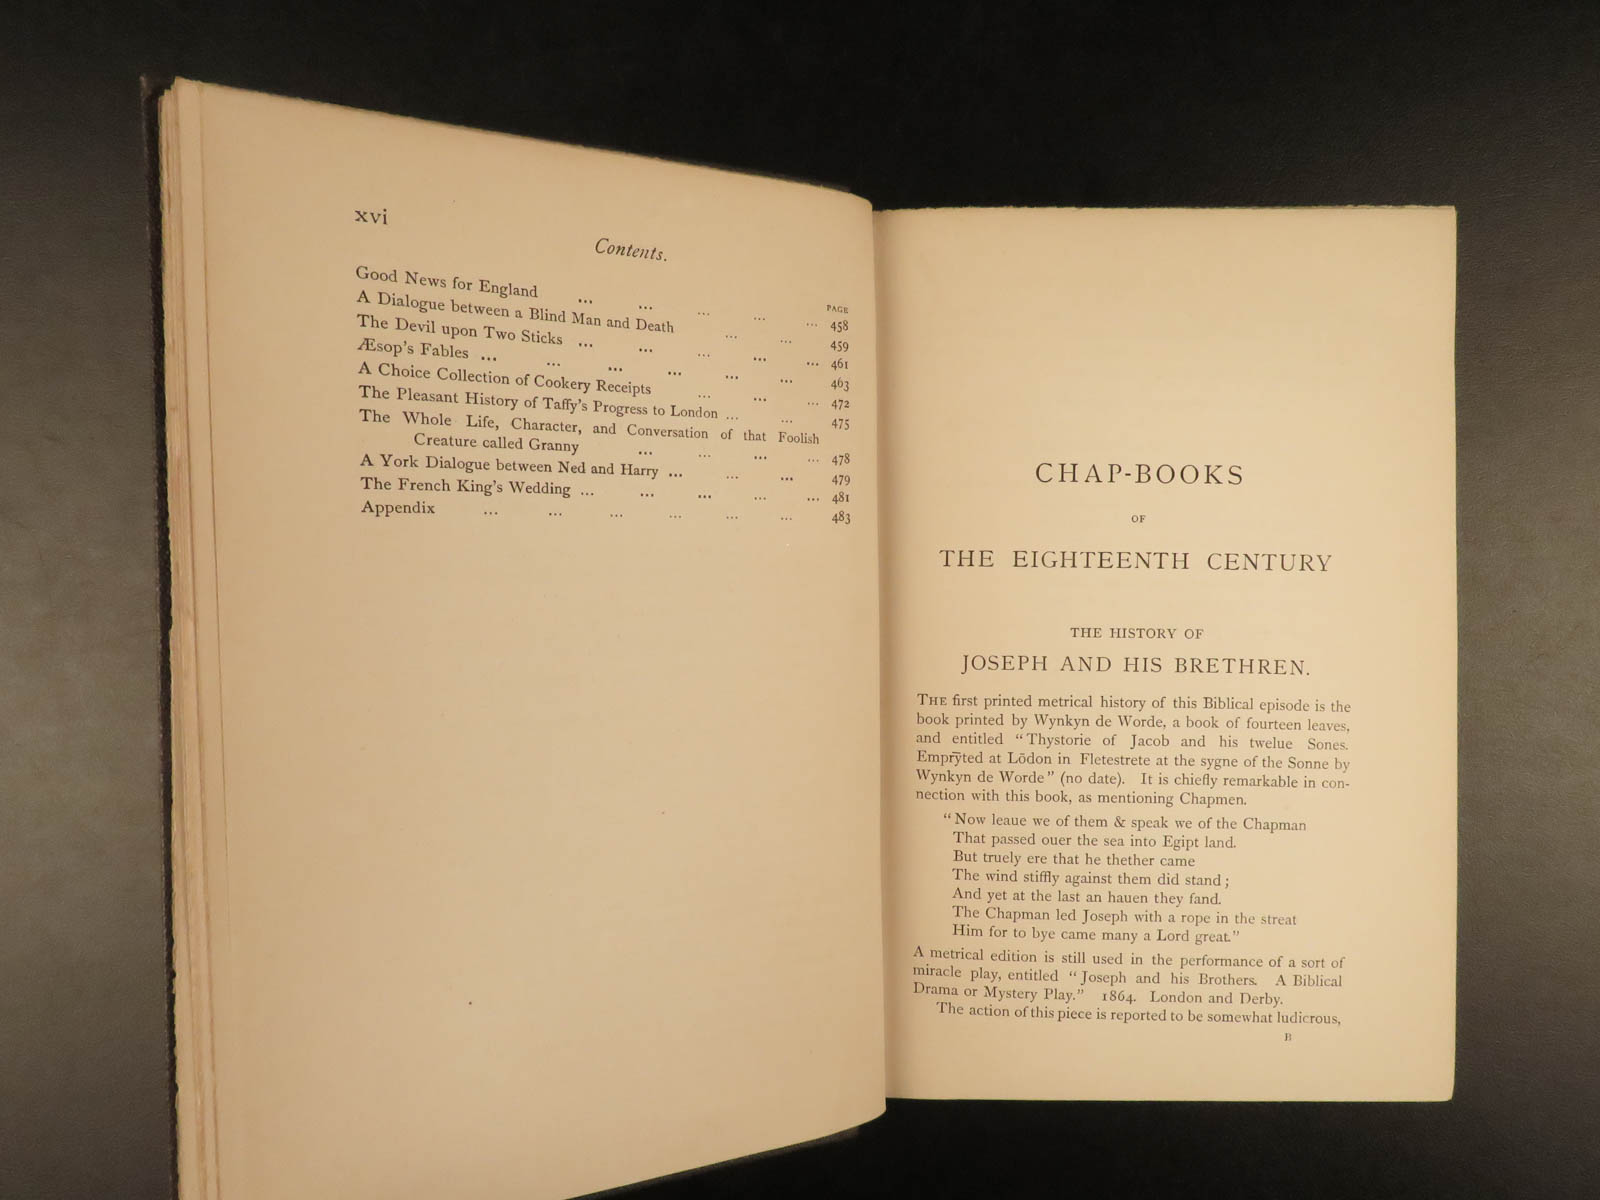 xvi
Contents.
PAGE
Good News for England ... ... ... ... ... 458
A Dialogue between a Blind Man and Death ... ... 459
The Devil upon Two Sticks ... ... ... ... ... 461
Æsop's Fables ... ... ... ... ... ... 463
A Choice Collection of Cookery Receipts ... ... ... 472
The Pleasant History of Taffy's Progress to London ... ... 475
The Whole Life, Character, and Conversation of that Foolish
Creature called Granny ... ... ... ... 478
A York Dialogue between Ned and Harry ... ... ... 479
The French King's Wedding ... ... ... ... ... 481
Appendix ... ... ... ... ... ... 483
CHAP-BOOKS
OF
THE EIGHTEENTH CENTURY
THE HISTORY OF
JOSEPH AND HIS BRETHREN.
THE first printed metrical history of this Biblical episode is the
book printed by Wynkyn de Worde, a book of fourteen leaves,
and entitled "Thystorie of Jacob and his twelue Sones.
Empry̅ted at Lōdon in Fletestrete at the sygne of the Sonne by
Wynkyn de Worde" (no date). It is chiefly remarkable in con-
nection with this book, as mentioning Chapmen.
"Now leaue we of them & speak we of the Chapman
That passed ouer the sea into Egipt land.
But truely ere that he thether came
The wind stiffly against them did stand;
And yet at the last an hauen they fand.
The Chapman led Joseph with a rope in the streat
Him for to bye came many a Lord great."
A metrical edition is still used in the performance of a sort of
miracle play, entitled "Joseph and his Brothers. A Biblical
Drama or Mystery Play." 1864. London and Derby.
The action of this piece is reported to be somewhat ludicrous,
B